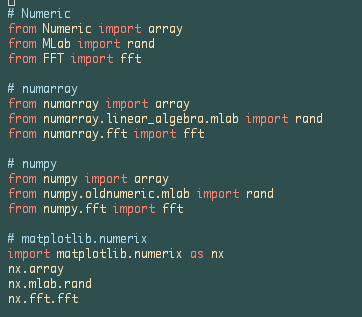 # Numeric
from Numeric import array
from MLab import rand
from FFT import fft
# numarray
from numarray import array
from numarray.linear_algebra.mlab import rand
from numarray.fft import fft
# numpy
from numpy import array
from numpy.oldnumeric.mlab import rand
from numpy.fft import fft
# matplotlib.numerix
import matplotlib.numerix as nx
nx.array
nx.mlab.rand
nx.fft.fft